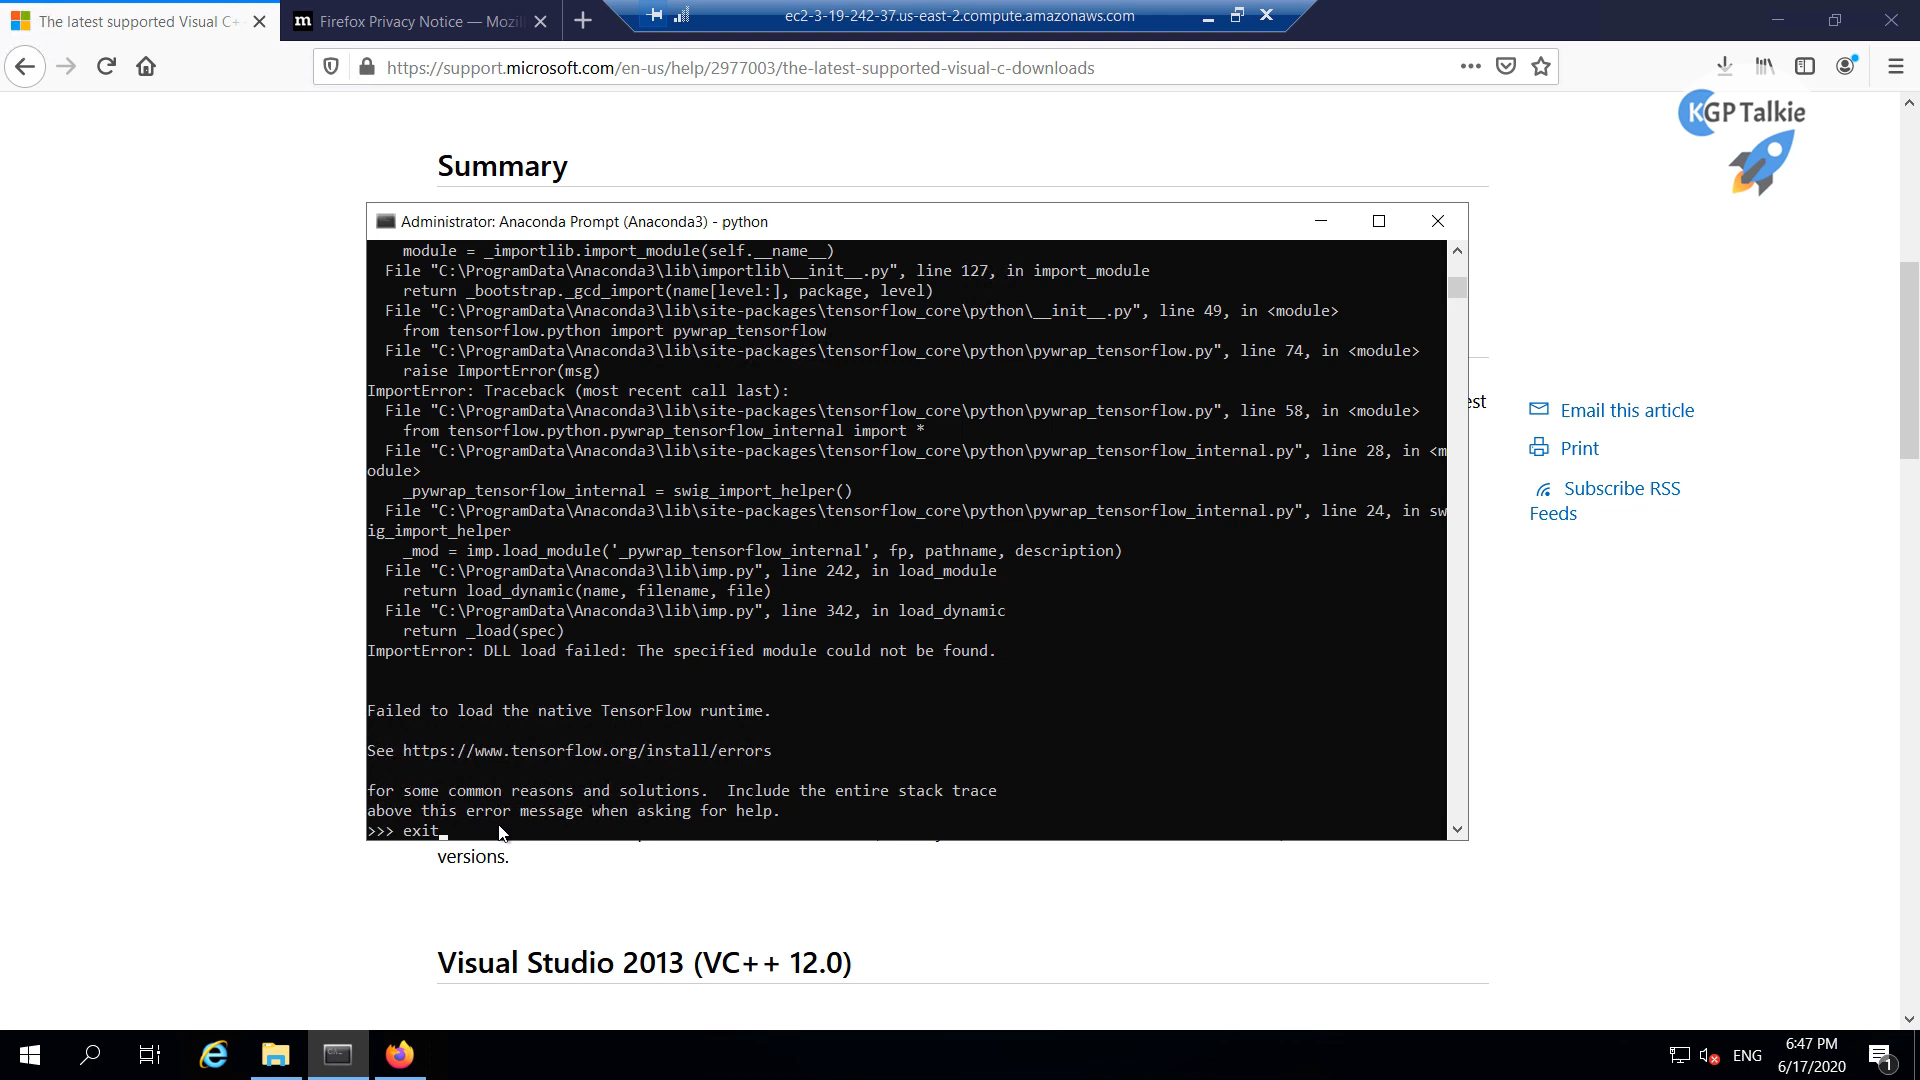 The latest supported Visual C+
Firefox Privacy Notice — Mozil
ec2-3-19-242-37.us-east-2.compute.amazonaws.com
https://support.microsoft.com/en-us/help/2977003/the-latest-supported-visual-c-downloads
KGP Talkie
Summary
Administrator: Anaconda Prompt (Anaconda3) - python
module = _importlib.import_module(self.__name__)
File "C:\ProgramData\Anaconda3\lib\importlib\__init__.py", line 127, in import_module
return _bootstrap._gcd_import(name[level:], package, level)
File "C:\ProgramData\Anaconda3\lib\site-packages\tensorflow_core\python\__init__.py", line 49, in <module>
from tensorflow.python import pywrap_tensorflow
File "C:\ProgramData\Anaconda3\lib\site-packages\tensorflow_core\python\pywrap_tensorflow.py", line 74, in <module>
raise ImportError(msg)
ImportError: Traceback (most recent call last):
File "C:\ProgramData\Anaconda3\lib\site-packages\tensorflow_core\python\pywrap_tensorflow.py", line 58, in <module>
from tensorflow.python.pywrap_tensorflow_internal import *
File "C:\ProgramData\Anaconda3\lib\site-packages\tensorflow_core\python\pywrap_tensorflow_internal.py", line 28, in <m
odule>
_pywrap_tensorflow_internal = swig_import_helper()
File "C:\ProgramData\Anaconda3\lib\site-packages\tensorflow_core\python\pywrap_tensorflow_internal.py", line 24, in sw
ig_import_helper
_mod = imp.load_module('_pywrap_tensorflow_internal', fp, pathname, description)
File "C:\ProgramData\Anaconda3\lib\imp.py", line 242, in load_module
return load_dynamic(name, filename, file)
File "C:\ProgramData\Anaconda3\lib\imp.py", line 342, in load_dynamic
return _load(spec)
ImportError: DLL load failed: The specified module could not be found.
Failed to load the native TensorFlow runtime.
See https://www.tensorflow.org/install/errors
for some common reasons and solutions.  Include the entire stack trace
above this error message when asking for help.
>>> exit
est
Email this article
Print
Subscribe RSS
Feeds
versions.
Visual Studio 2013 (VC++ 12.0)
ENG
6:47 PM
6/17/2020
1